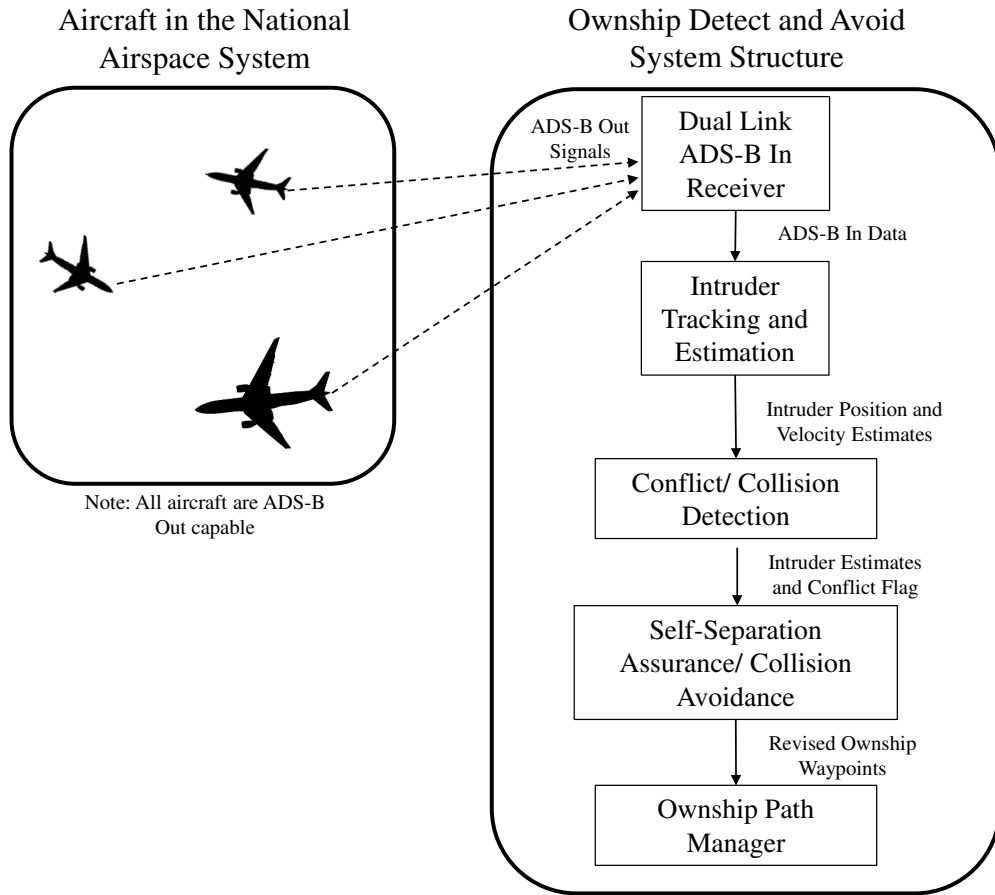 Aircraft in the National
Airspace System
Note: All aircraft are ADS-B
Out capable
Ownship Detect and Avoid
System Structure
ADS-B Out
Signals
Dual Link
ADS-B In
Receiver
ADS-B In Data
Intruder
Tracking and
Estimation
Intruder Position and
Velocity Estimates
Conflict/ Collision
Detection
Intruder Estimates
and Conflict Flag
Self-Separation
Assurance/ Collision
Avoidance
Revised Ownship
Waypoints
Ownship Path
Manager